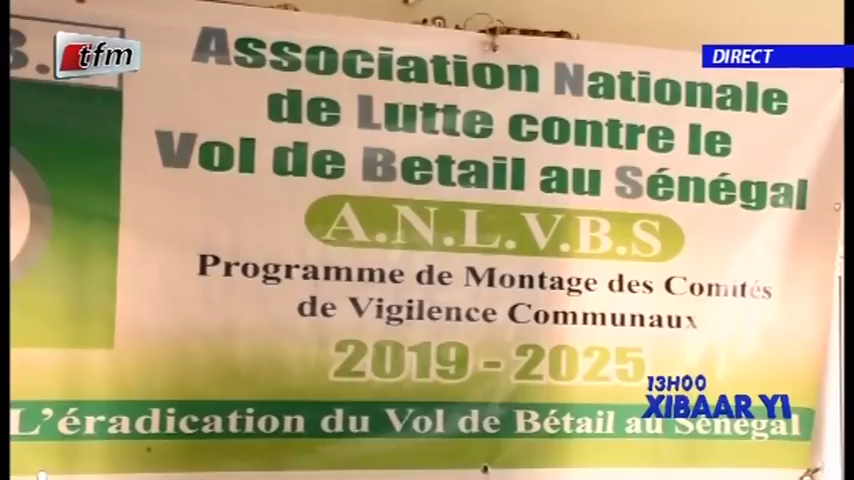 B.
tfm
DIRECT
Association Nationale
de Lutte contre le
Vol de Betail au Sénégal
A.N.L.V.B.S
Programme de Montage des Comités
de Vigilence Communaux
2019 - 2025
13H00
XIBAAR YI
L'éradication du Vol de Bétail au Sénégal